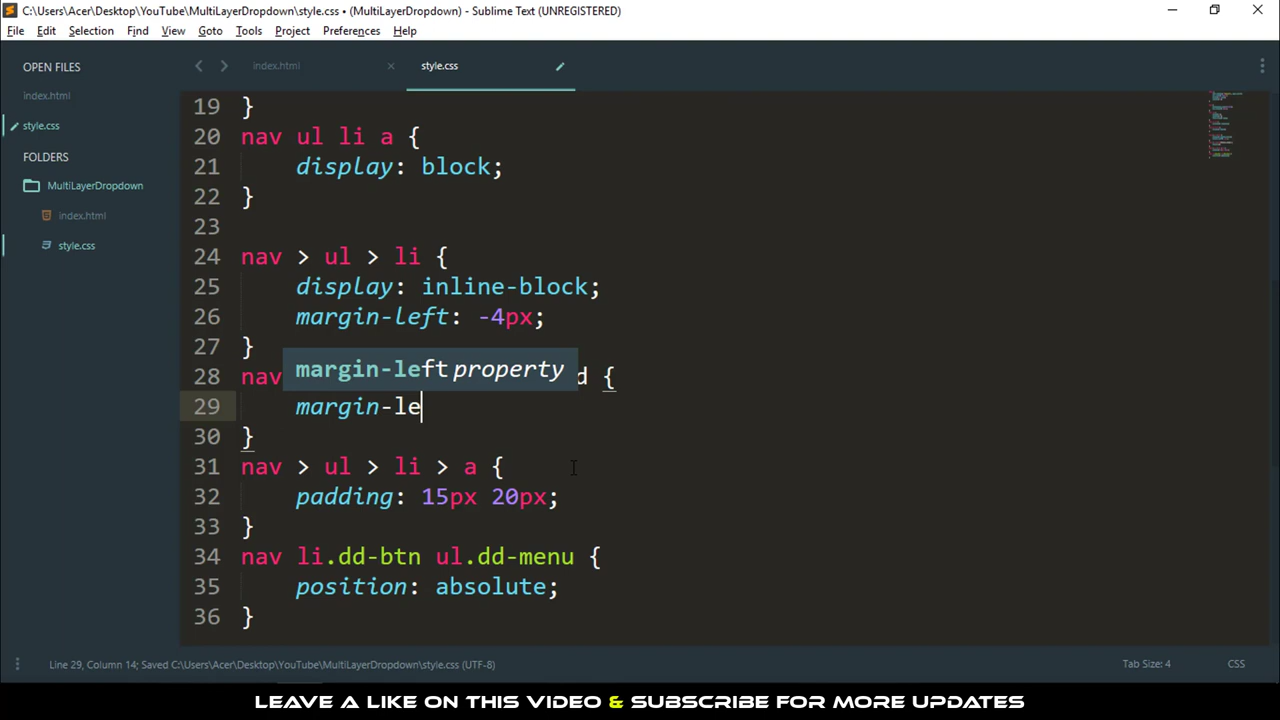 C:\Users\Acer\Desktop\YouTube\MultiLayerDropdown\style.css • (MultiLayerDropdown) - Sublime Text (UNREGISTERED)
File Edit Selection Find View Goto Tools Project Preferences Help
OPEN FILES
index.html
style.css
FOLDERS
MultiLayerDropdown
index.html
style.css
index.html × style.css
19 }
20 nav ul li a {
21 display: block;
22 }
23
24 nav > ul > li {
25 display: inline-block;
26 margin-left: -4px;
27 }
28 nav d {
margin-left property
29 margin-le
30 }
31 nav > ul > li > a {
32 padding: 15px 20px;
33 }
34 nav li.dd-btn ul.dd-menu {
35 position: absolute;
36 }
Line 29, Column 14; Saved C:\Users\Acer\Desktop\YouTube\MultiLayerDropdown\style.css (UTF-8) Tab Size: 4 CSS
LEAVE A LIKE ON THIS VIDEO & SUBSCRIBE FOR MORE UPDATES